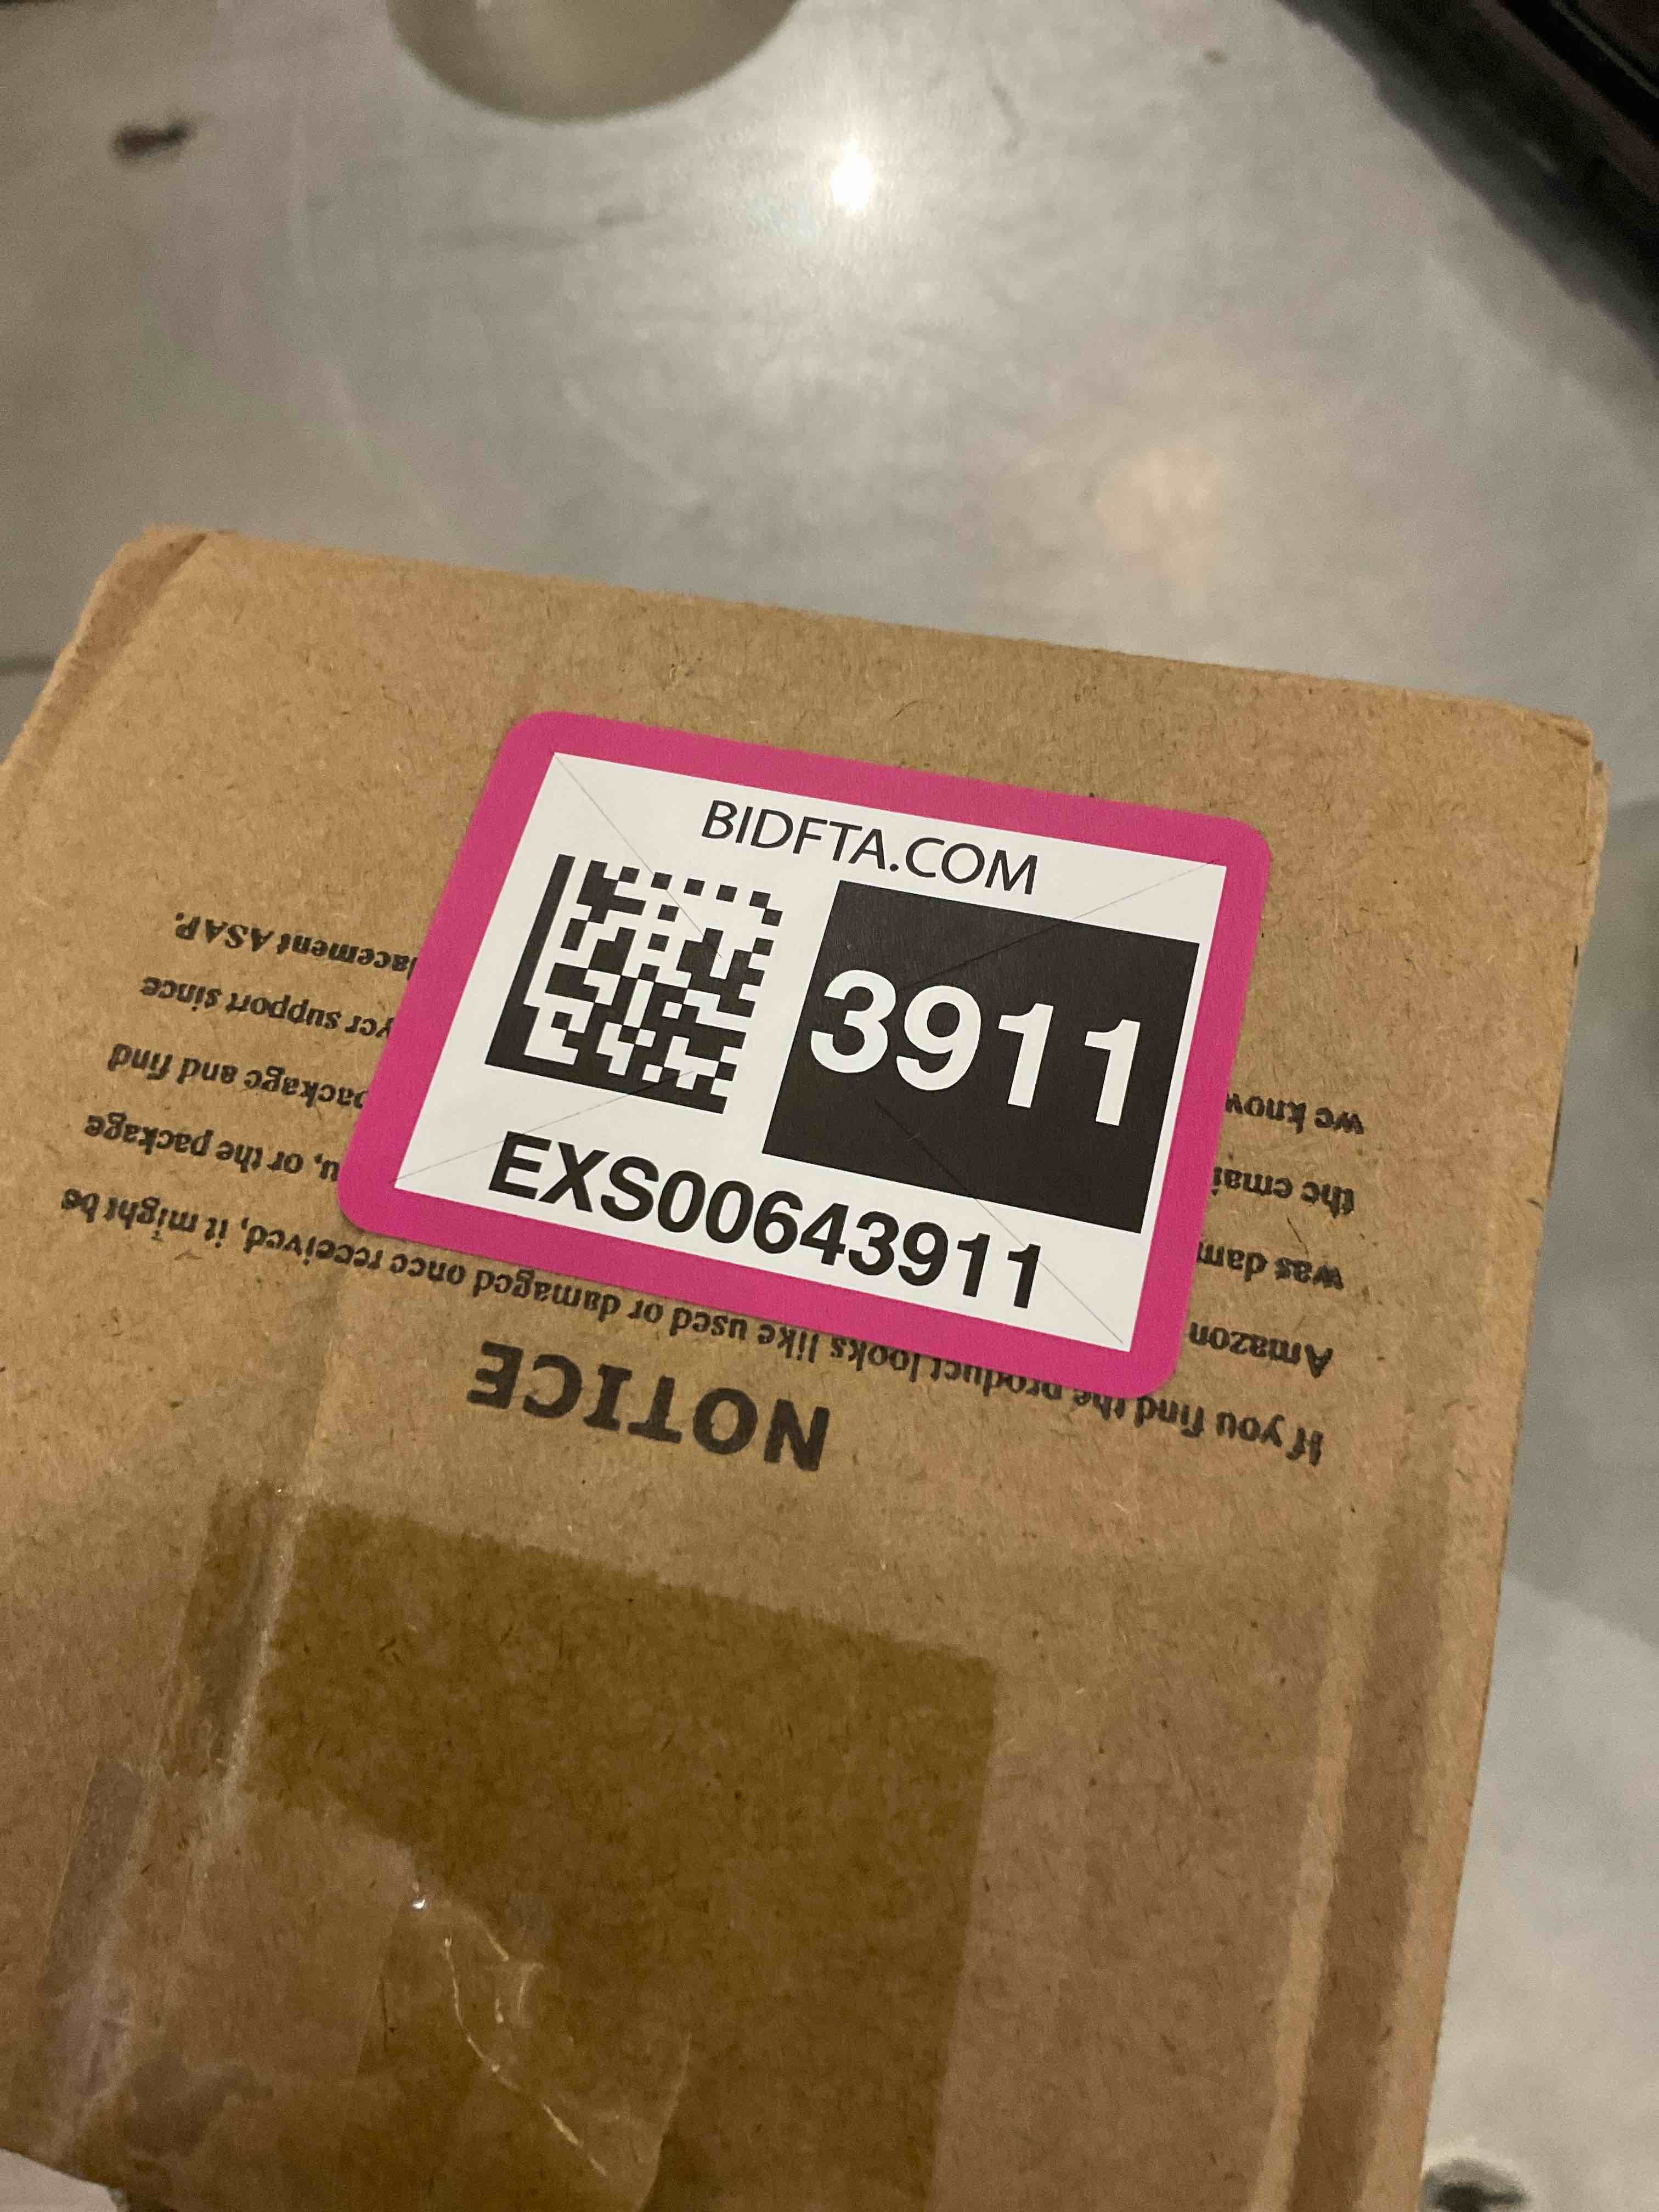 BIDFTA.COM
3911
EXS00643911
NOTICE
If you find the product looks like used or damaged once received, it might be
Amazon u, or the package
was dam package and find
the emai yer support since
we know lacement ASAP.